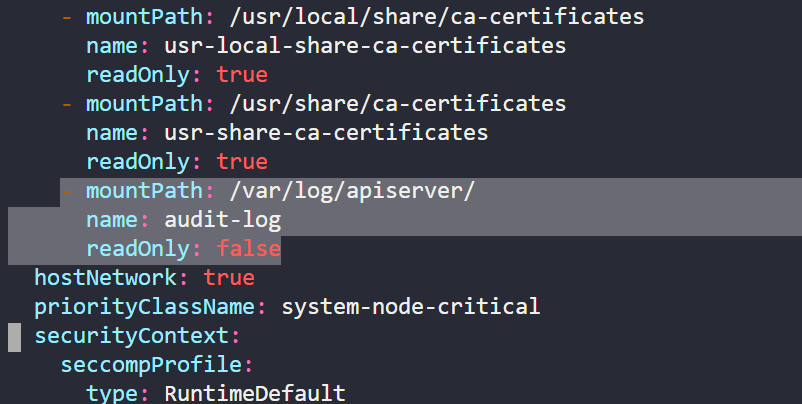 - mountPath: /usr/local/share/ca-certificates
name: usr-local-share-ca-certificates
readOnly: true
- mountPath: /usr/share/ca-certificates
name: usr-share-ca-certificates
readOnly: true
- mountPath: /var/log/apiserver/
name: audit-log
readOnly: false
hostNetwork: true
priorityClassName: system-node-critical
securityContext:
seccompProfile:
type: RuntimeDefault